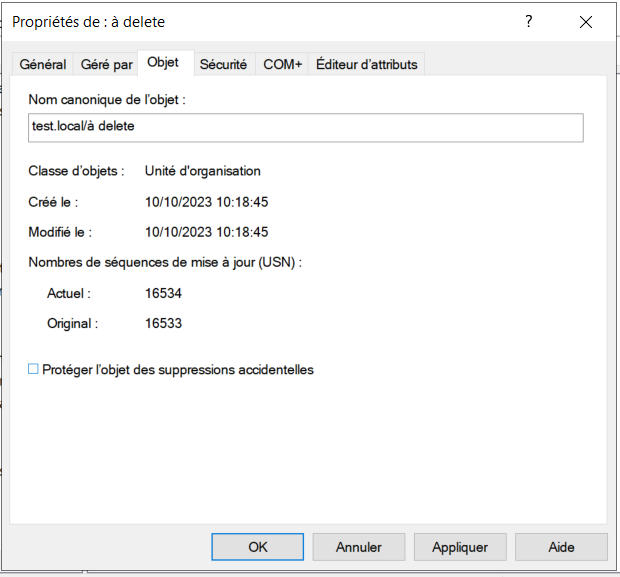 Propriétés de : à delete
?
Général Géré par Objet Sécurité COM+ Éditeur d'attributs
Nom canonique de l'objet :
test.local/à delete
Classe d'objets : Unité d'organisation
Créé le : 10/10/2023 10:18:45
Modifié le : 10/10/2023 10:18:45
Nombres de séquences de mise à jour (USN) :
Actuel : 16534
Original : 16533
Protéger l'objet des suppressions accidentelles
OK Annuler Appliquer Aide